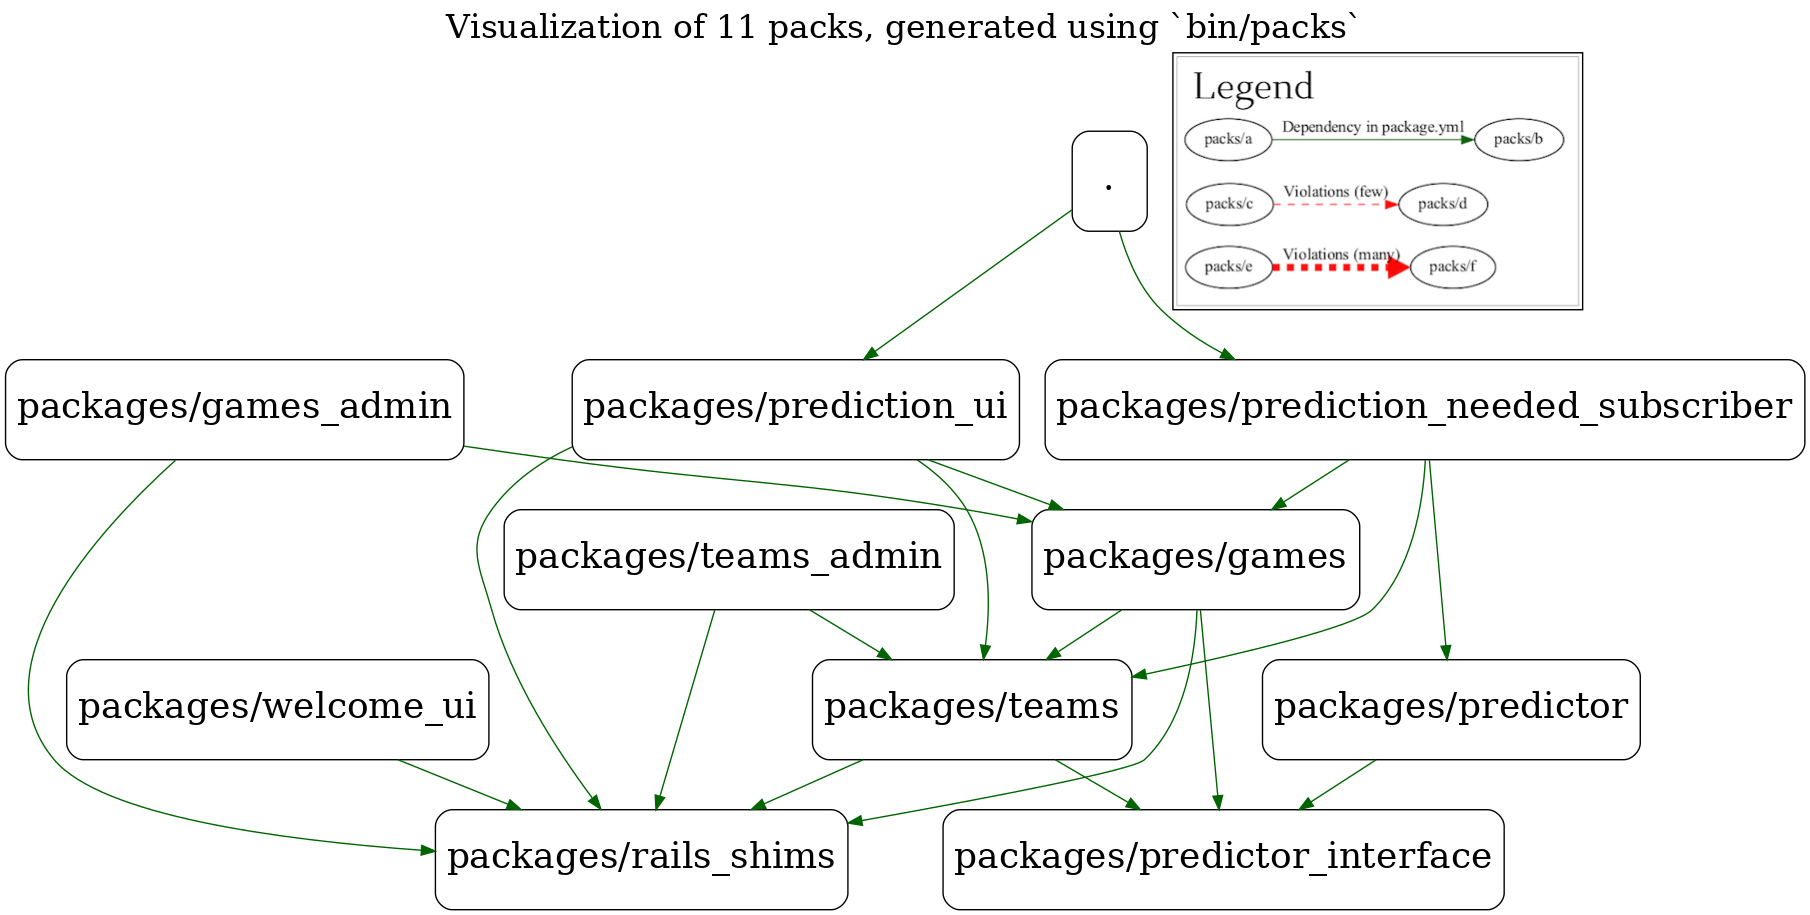 Visualization of 11 packs, generated using `bin/packs`
Legend
packs/a
Dependency in package.yml
packs/b
packs/c
Violations (few)
packs/d
packs/e
Violations (many)
packs/f
.
packages/games_admin
packages/prediction_ui
packages/prediction_needed_subscriber
packages/teams_admin
packages/games
packages/welcome_ui
packages/teams
packages/predictor
packages/rails_shims
packages/predictor_interface